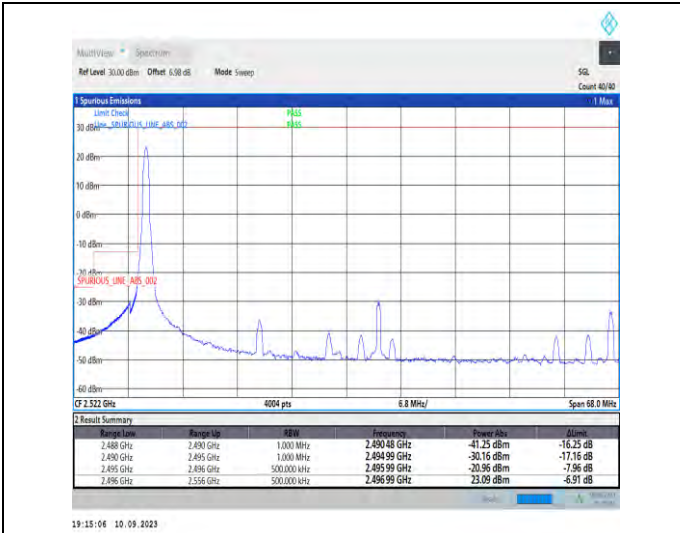 MultiView Spectrum
Ref Level 30.00 dBm Offset 6.98 dB Mode Sweep SGL
Count 40/40
1 Spurious Emissions 1 Max
Limit Check PASS
Line _SPURIOUS_LINE_ABS_002 PASS
30 dBm
20 dBm
10 dBm
0 dBm
-10 dBm
-20 dBm
_SPURIOUS_LINE_ABS_002
-30 dBm
-40 dBm
-50 dBm
-60 dBm
CF 2.522 GHz 4004 pts 6.8 MHz/ Span 68.0 MHz
2 Result Summary
Range Low Range Up RBW Frequency Power Abs ΔLimit
2.488 GHz 2.490 GHz 1.000 MHz 2.490 48 GHz -41.25 dBm -16.25 dB
2.490 GHz 2.495 GHz 1.000 MHz 2.494 99 GHz -30.16 dBm -17.16 dB
2.495 GHz 2.496 GHz 500.000 kHz 2.495 99 GHz -20.96 dBm -7.96 dB
2.496 GHz 2.556 GHz 500.000 kHz 2.496 99 GHz 23.09 dBm -6.91 dB
19:15:06 10.09.2023